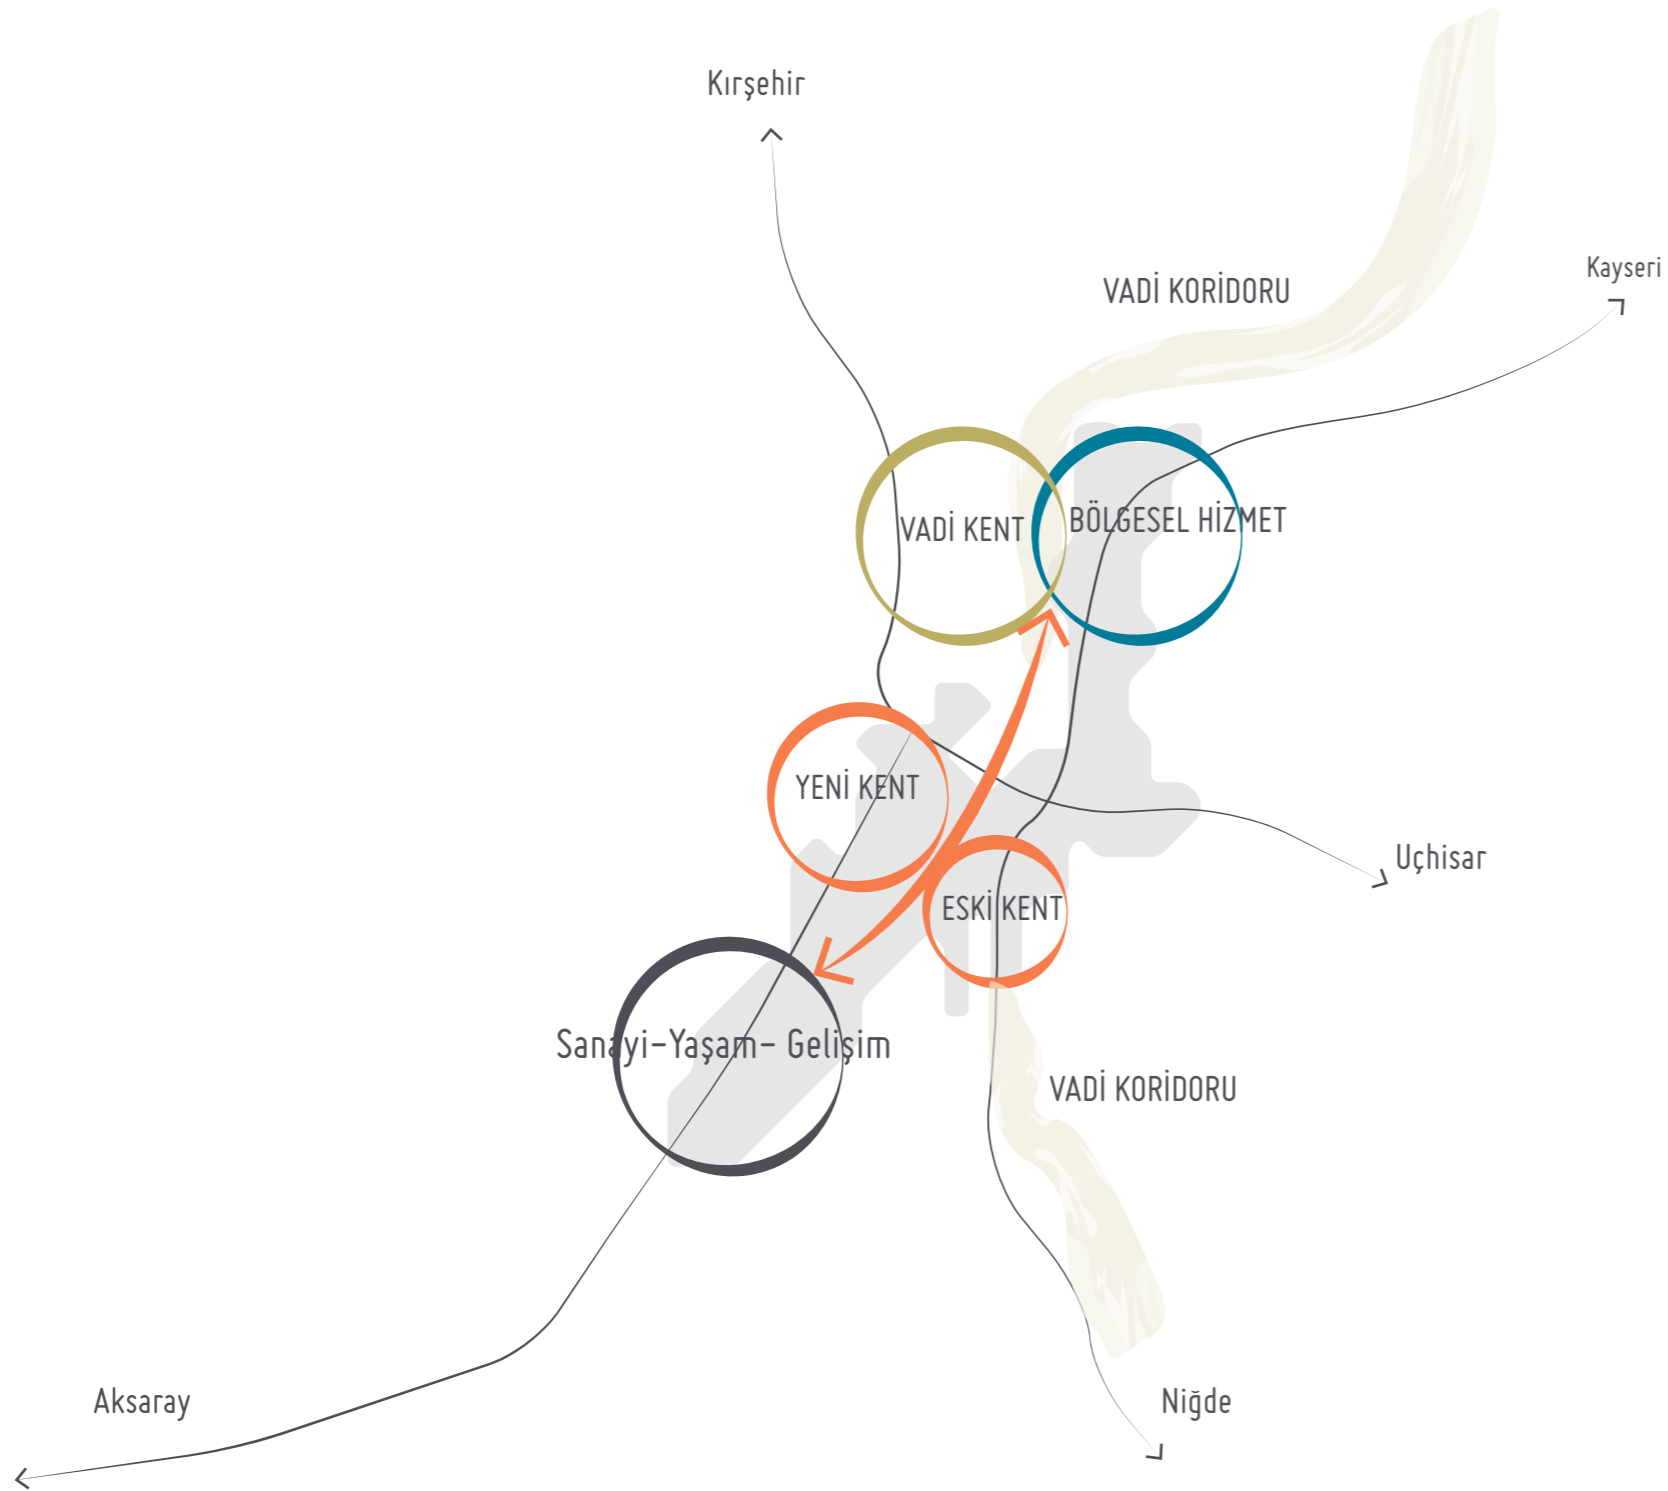 Kırşehir
Kayseri
VADİ KORİDORU
VADİ KENT
BÖLGESEL HİZMET
YENİ KENT
Uçhisar
ESKİ KENT
Sanayi-Yaşam- Gelişim
VADİ KORİDORU
Aksaray
Niğde